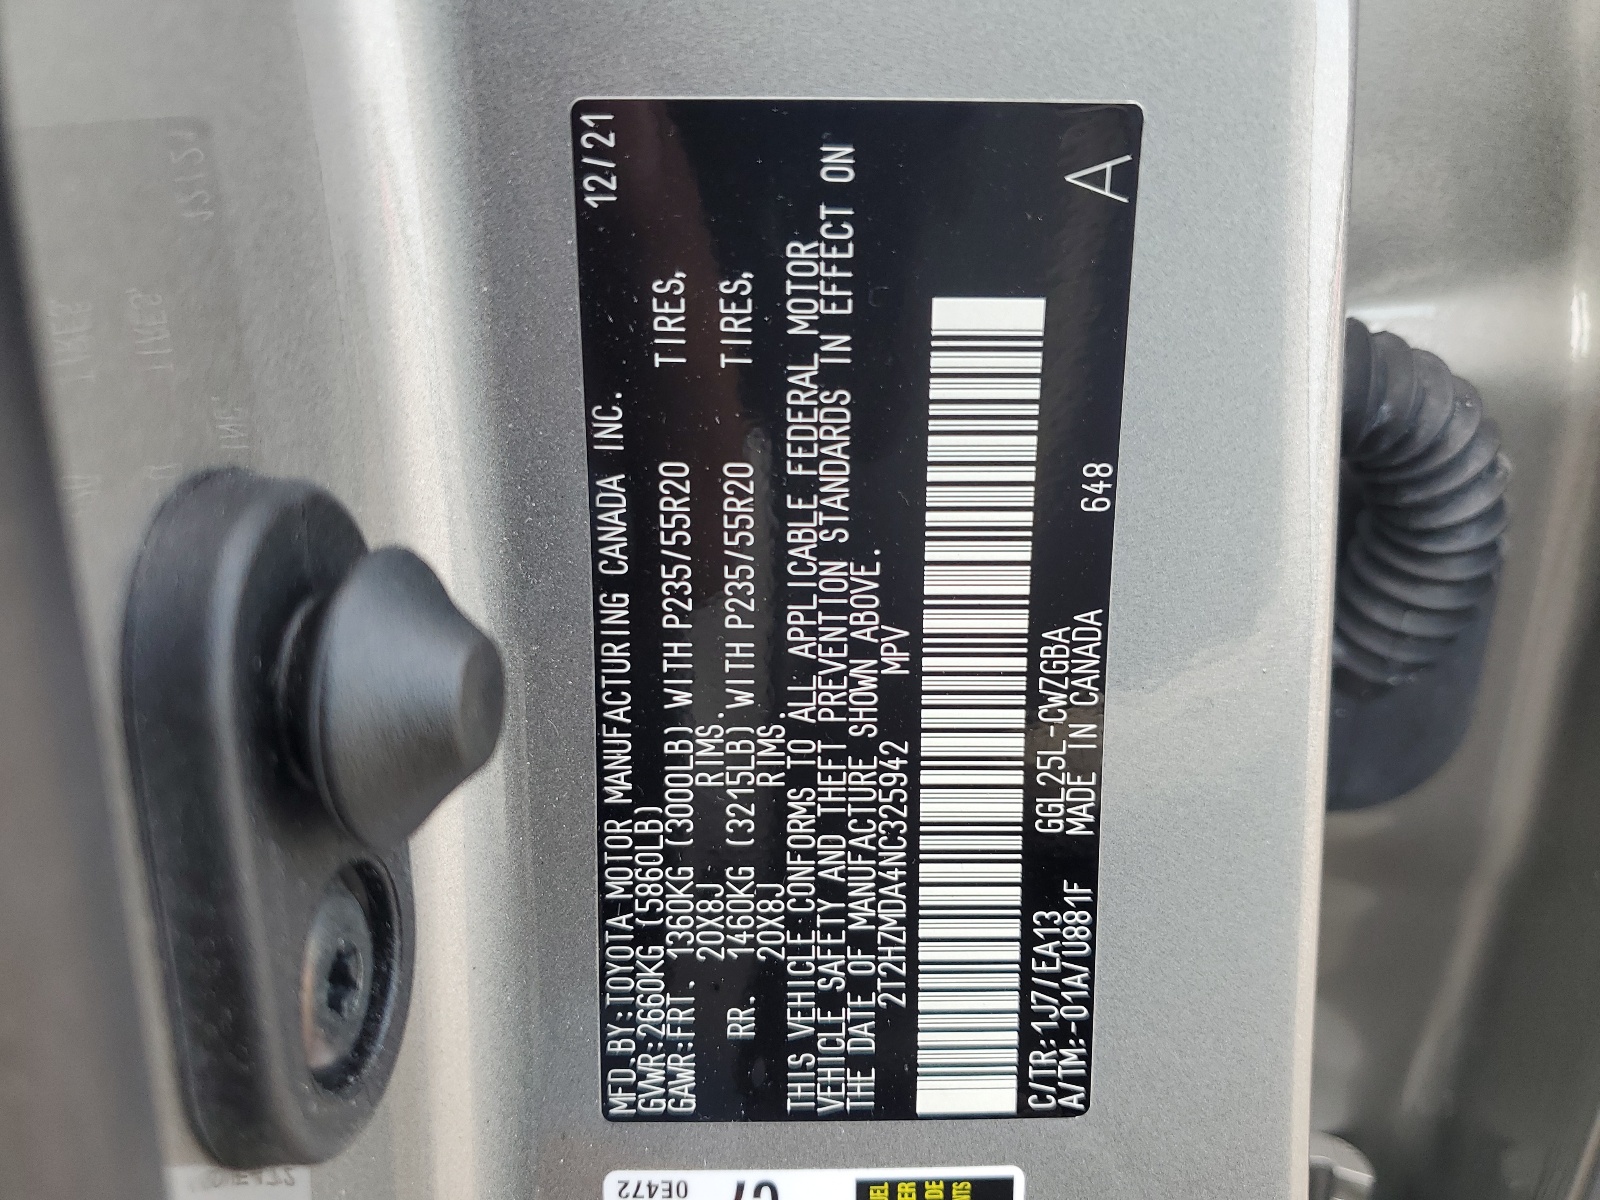 MFD.BY:TOYOTA MOTOR MANUFACTURING CANADA INC. 12/21
GVWR:2660KG (5860LB)
GAWR:FRT. 1360KG (3000LB) WITH P235/55R20 TIRES,
20X8J RIMS.
RR. 1460KG (3215LB) WITH P235/55R20 TIRES,
20X8J RIMS.
THIS VEHICLE CONFORMS TO ALL APPLICABLE FEDERAL MOTOR
VEHICLE SAFETY AND THEFT PREVENTION STANDARDS IN EFFECT ON
THE DATE OF MANUFACTURE SHOWN ABOVE.
2T2HZMDA4NC325942 MPV
C/TR:1J7/EA13 GGL25L-CWZGBA
A/TM:-01A/U881F MADE IN CANADA 648 A
0E472